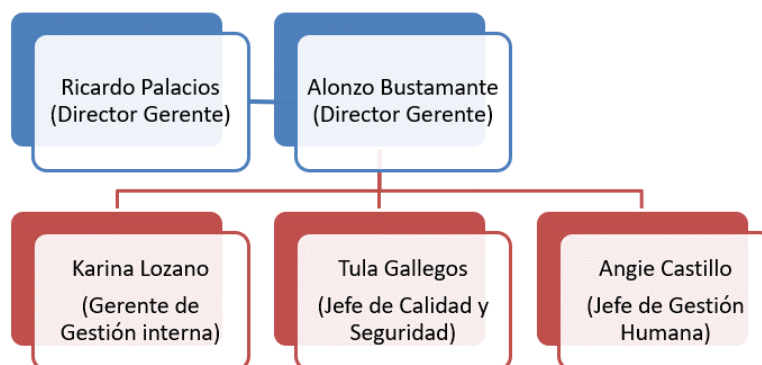 Ricardo Palacios
(Director Gerente)
Alonzo Bustamante
(Director Gerente)
Karina Lozano
(Gerente de
Gestión interna)
Tula Gallegos
(Jefe de Calidad y
Seguridad)
Angie Castillo
(Jefe de Gestión
Humana)